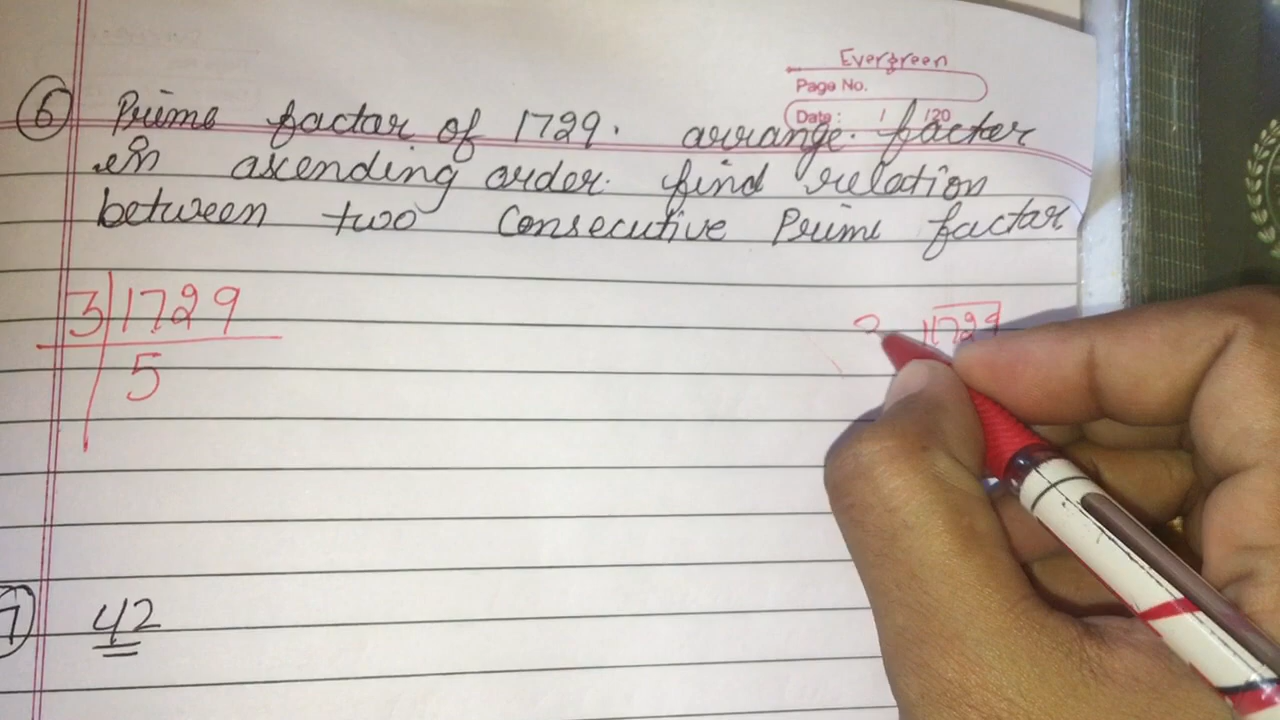 Evergreen
Page No.
Date : / /20
6 Prime factor of 1729. arrange. factor
in ascending order. find relation
between two consecutive Prime factor
3 1729
1729
5
7 42